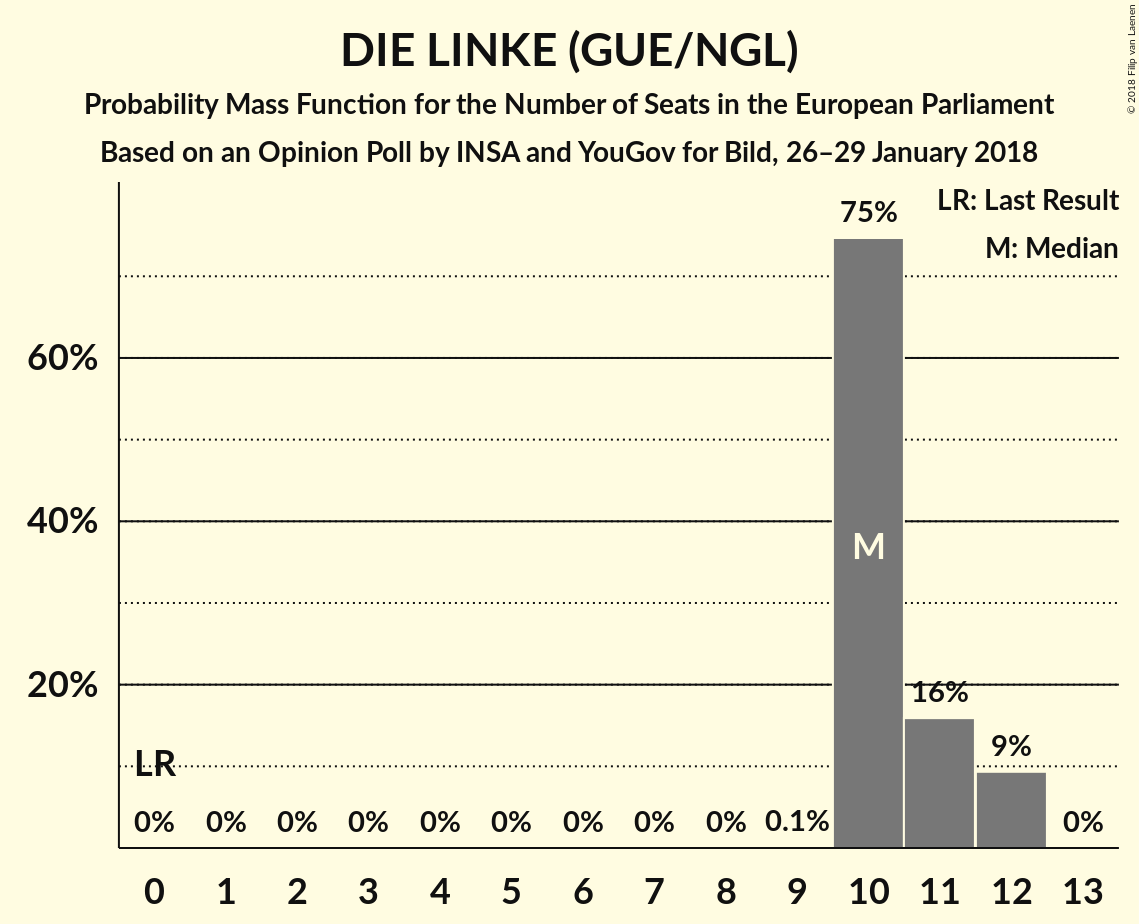 DIE LINKE (GUE/NGL)
Probability Mass Function for the Number of Seats in the European Parliament
Based on an Opinion Poll by INSA and YouGov for Bild, 26–29 January 2018
© 2018 Filip van Laenen
LR: Last Result
M: Median
75%
60%
40%
M
20%
16%
9%
LR
0% 0% 0% 0% 0% 0% 0% 0% 0% 0.1% 0%
0 1 2 3 4 5 6 7 8 9 10 11 12 13